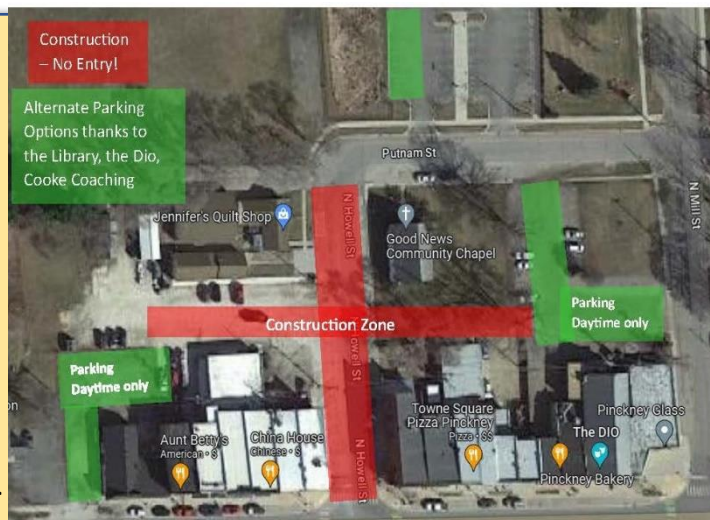 Construction
– No Entry!
Alternate Parking
Options thanks to
the Library, the Dio,
Cooke Coaching
Putnam St
N Mill St
Jennifer's Quilt Shop
N Howell St
Good News
Community Chapel
Construction Zone
Howell St
Parking
Daytime only
Parking
Daytime only
Aunt Betty's
American • $
China House
Chinese • $
N Howell St
Towne Square
Pizza Pinckney
Pizza • $$
The DIO
Pinckney Bakery
Pinckney Glass
on